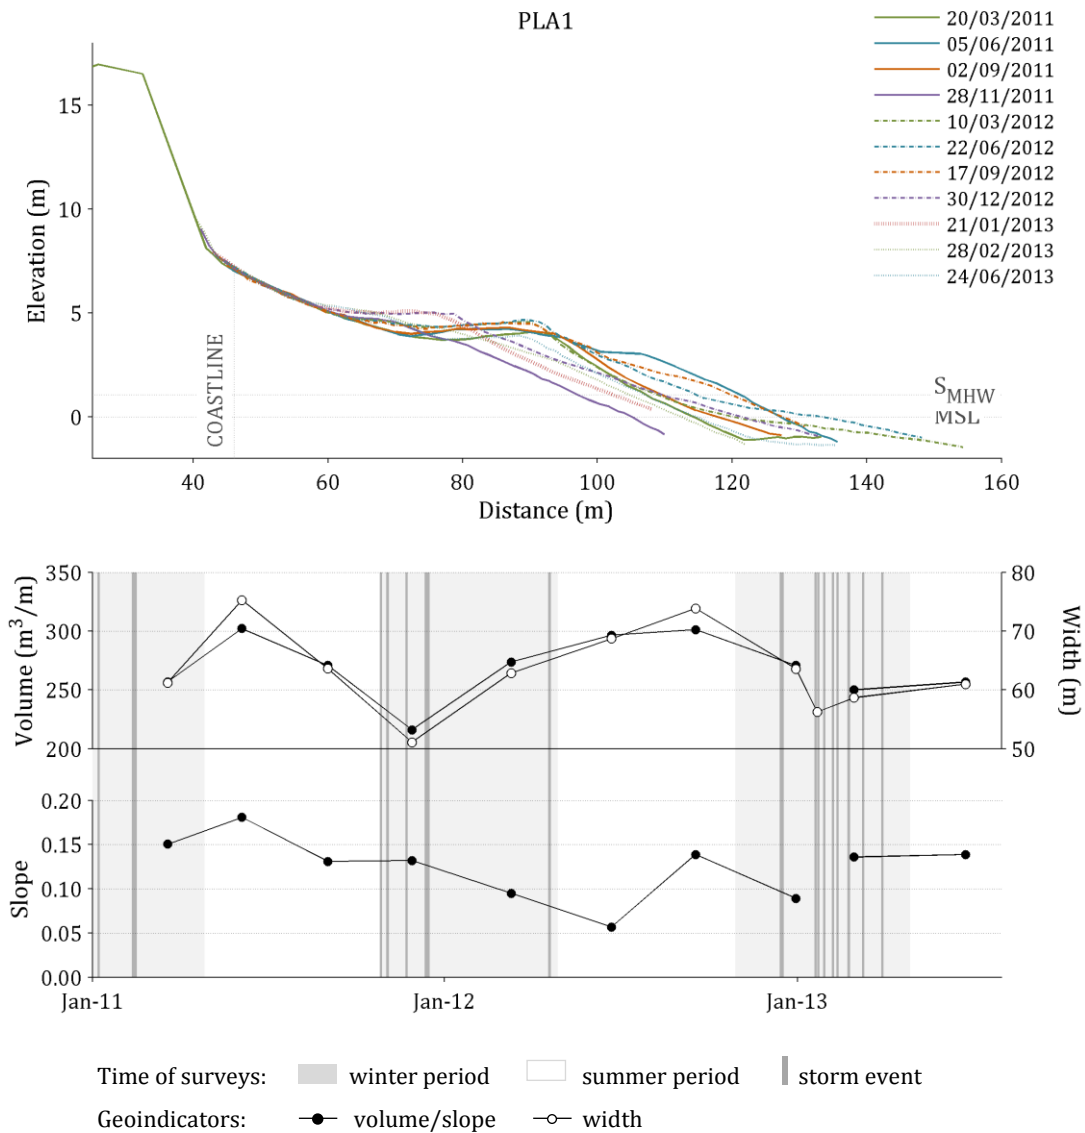 PLA1
20/03/2011
05/06/2011
02/09/2011
28/11/2011
10/03/2012
22/06/2012
17/09/2012
30/12/2012
21/01/2013
28/02/2013
24/06/2013
Elevation (m)
15
10
5
0
COASTLINE
SMHW
MSL
40 60 80 100 120 140 160
Distance (m)
Volume (m³/m)
350
300
250
200
80
70
60
50
Width (m)
Slope
0.20
0.15
0.10
0.05
0.00
Jan-11 Jan-12 Jan-13
Time of surveys: winter period summer period storm event
Geoindicators: volume/slope width